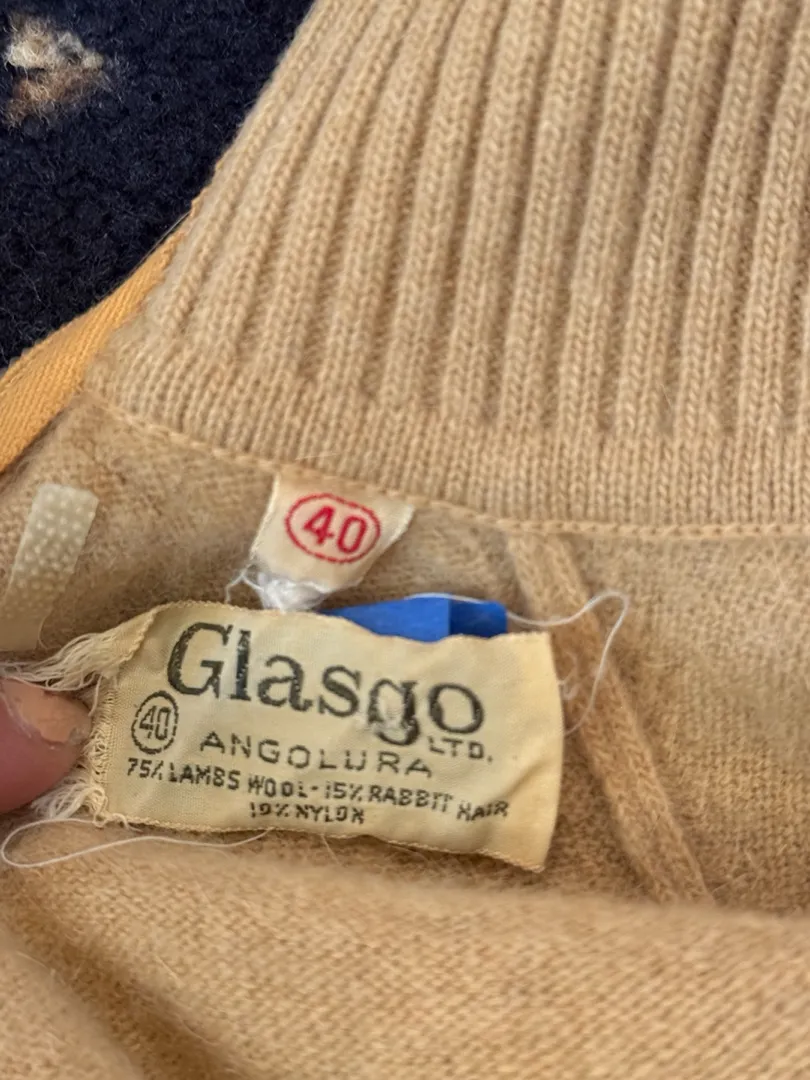 40
Glasgo
LTD.
40
ANGOLURA
75% LAMBS WOOL-15% RABBIT HAIR
10% NYLON